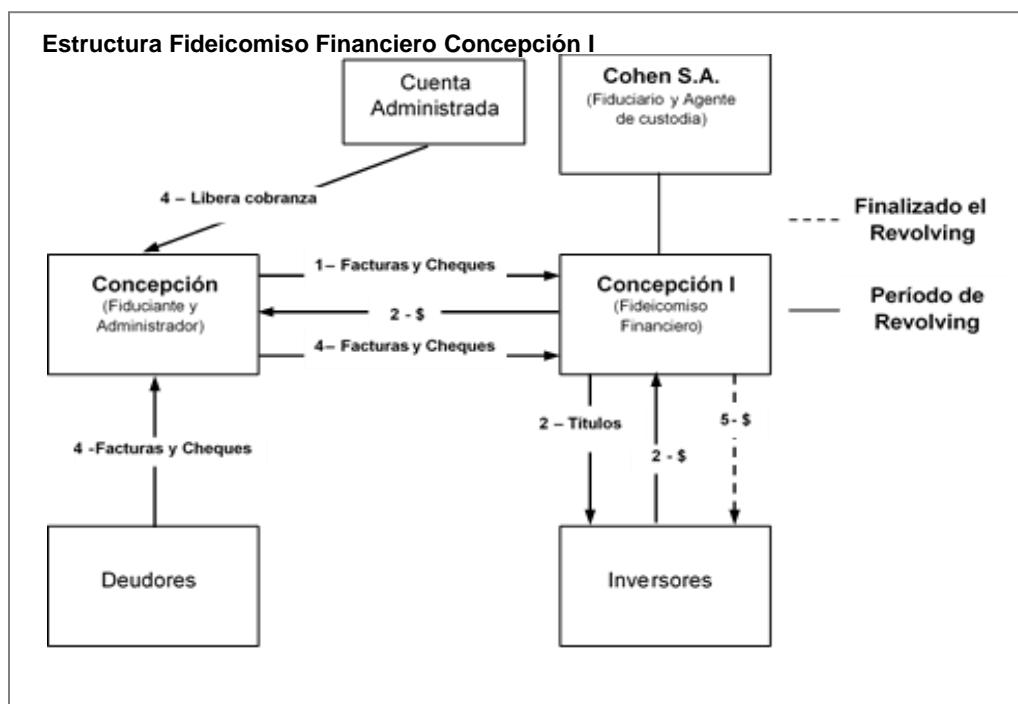 Estructura Fideicomiso Financiero Concepción I
Cuenta
Administrada
Cohen S.A.
(Fiduciario y Agente
de custodia)
4 – Libera cobranza
Finalizado el
Revolving
Concepción
(Fiduciante y
Administrador)
1– Facturas y Cheques
2 - $
4– Facturas y Cheques
Concepción I
(Fideicomiso
Financiero)
Período de
Revolving
4 -Facturas y Cheques
2 – Titulos
2 - $
5- $
Deudores
Inversores